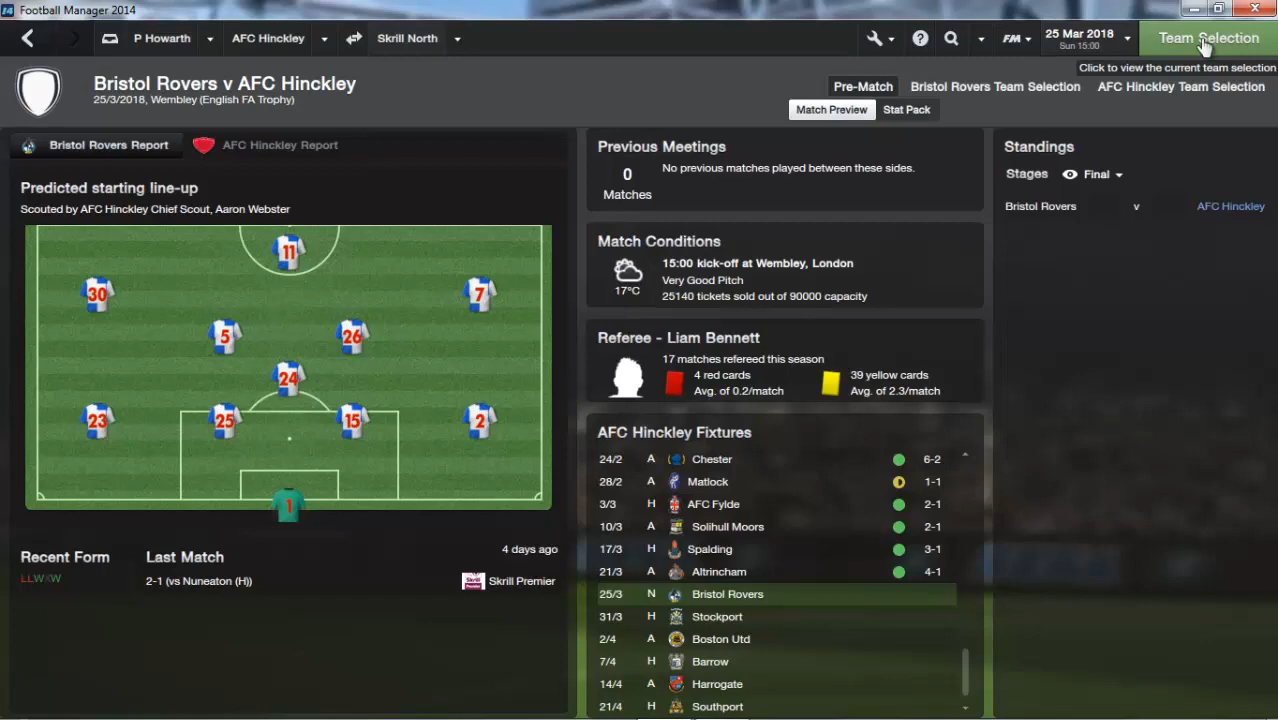 Football Manager 2014
P Howarth
AFC Hinckley
Skrill North
FM
25 Mar 2018
Sun 15:00
Team Selection
Click to view the current team selection
Bristol Rovers v AFC Hinckley
25/3/2018, Wembley (English FA Trophy)
Pre-Match
Bristol Rovers Team Selection
AFC Hinckley Team Selection
Match Preview
Stat Pack
Bristol Rovers Report
AFC Hinckley Report
Predicted starting line-up
Scouted by AFC Hinckley Chief Scout, Aaron Webster
11
30
7
5
26
24
23
25
15
2
1
Recent Form
Last Match
4 days ago
2-1 (vs Nuneaton (H))
Skrill Premier
Previous Meetings
0
Matches
No previous matches played between these sides.
Match Conditions
17°C
15:00 kick-off at Wembley, London
Very Good Pitch
25140 tickets sold out of 90000 capacity
Referee - Liam Bennett
17 matches refereed this season
4 red cards
Avg. of 0.2/match
39 yellow cards
Avg. of 2.3/match
AFC Hinckley Fixtures
24/2 A Chester 6-2
28/2 A Matlock 1-1
3/3 H AFC Fylde 2-1
10/3 A Solihull Moors 2-1
17/3 H Spalding 3-1
21/3 A Altrincham 4-1
25/3 N Bristol Rovers
31/3 H Stockport
2/4 A Boston Utd
7/4 H Barrow
14/4 A Harrogate
21/4 H Southport
Standings
Stages Final
Bristol Rovers v AFC Hinckley